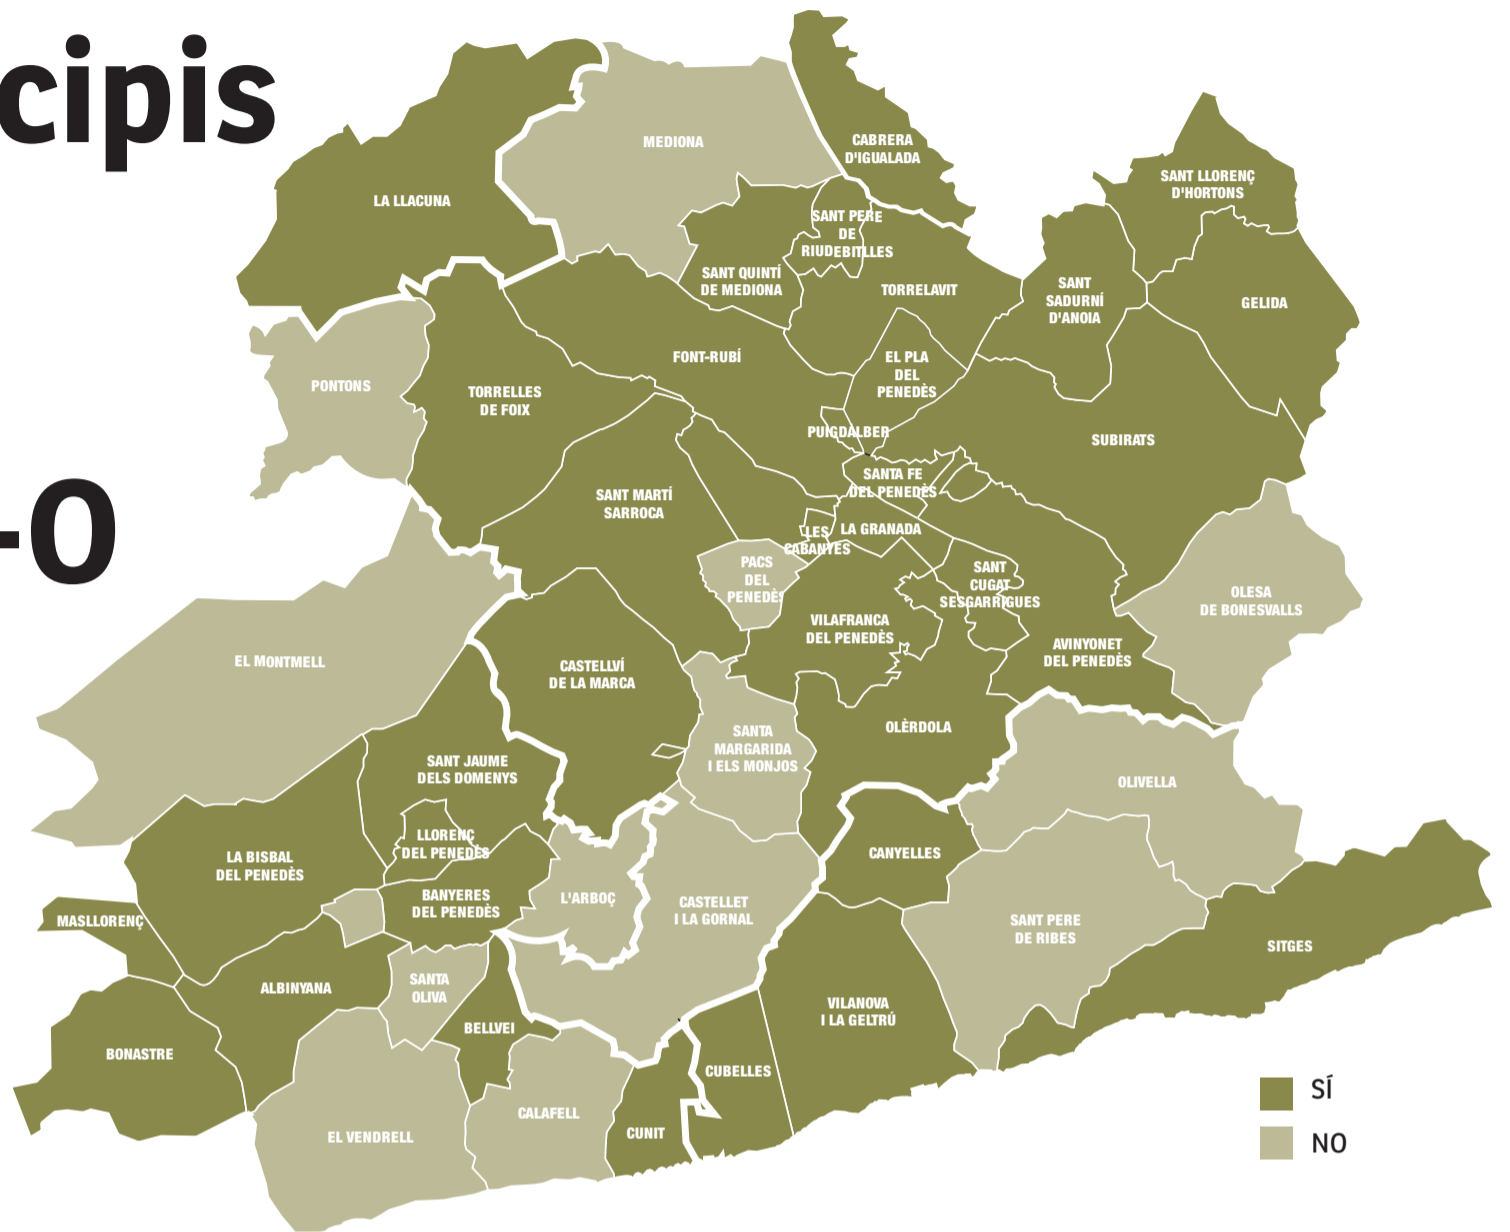 cipis
-O
LA LLACUNA
MEDIONA
CABRERA
D'IGUALADA
SANT LLORENÇ
D'HORTONS
SANT PERE
DE
RIUDEBITLLES
SANT QUINTÍ
DE MEDIONA
TORRELAVIT
SANT
SADURNÍ
D'ANOIA
GELIDA
PONTONS
TORRELLES
DE FOIX
FONT-RUBÍ
EL PLA
DEL
PENEDÈS
PUIGDALBER
SUBIRATS
SANTA FE
DEL PENEDÈS
SANT MARTÍ
SARROCA
LES
CABANYES
LA GRANADA
PACS
DEL
PENEDÈS
SANT
CUGAT
SESGARRIGUES
OLESA
DE BONESVALLS
VILAFRANCA
DEL PENEDÈS
AVINYONET
DEL PENEDÈS
EL MONTMELL
CASTELLVÍ
DE LA MARCA
SANTA
MARGARIDA
I ELS MONJOS
OLÈRDOLA
SANT JAUME
DELS DOMENYS
OLIVELLA
LLORENÇ
DEL PENEDÈS
LA BISBAL
DEL PENEDÈS
CANYELLES
BANYERES
DEL PENEDÈS
L'ARBOÇ
CASTELLET
I LA GORNAL
MASLLORENÇ
SANT PERE
DE RIBES
SITGES
ALBINYANA
SANTA
OLIVA
VILANOVA
I LA GELTRÚ
BELLVEI
BONASTRE
CUBELLES
CALAFELL
CUNIT
EL VENDRELL
SÍ
NO